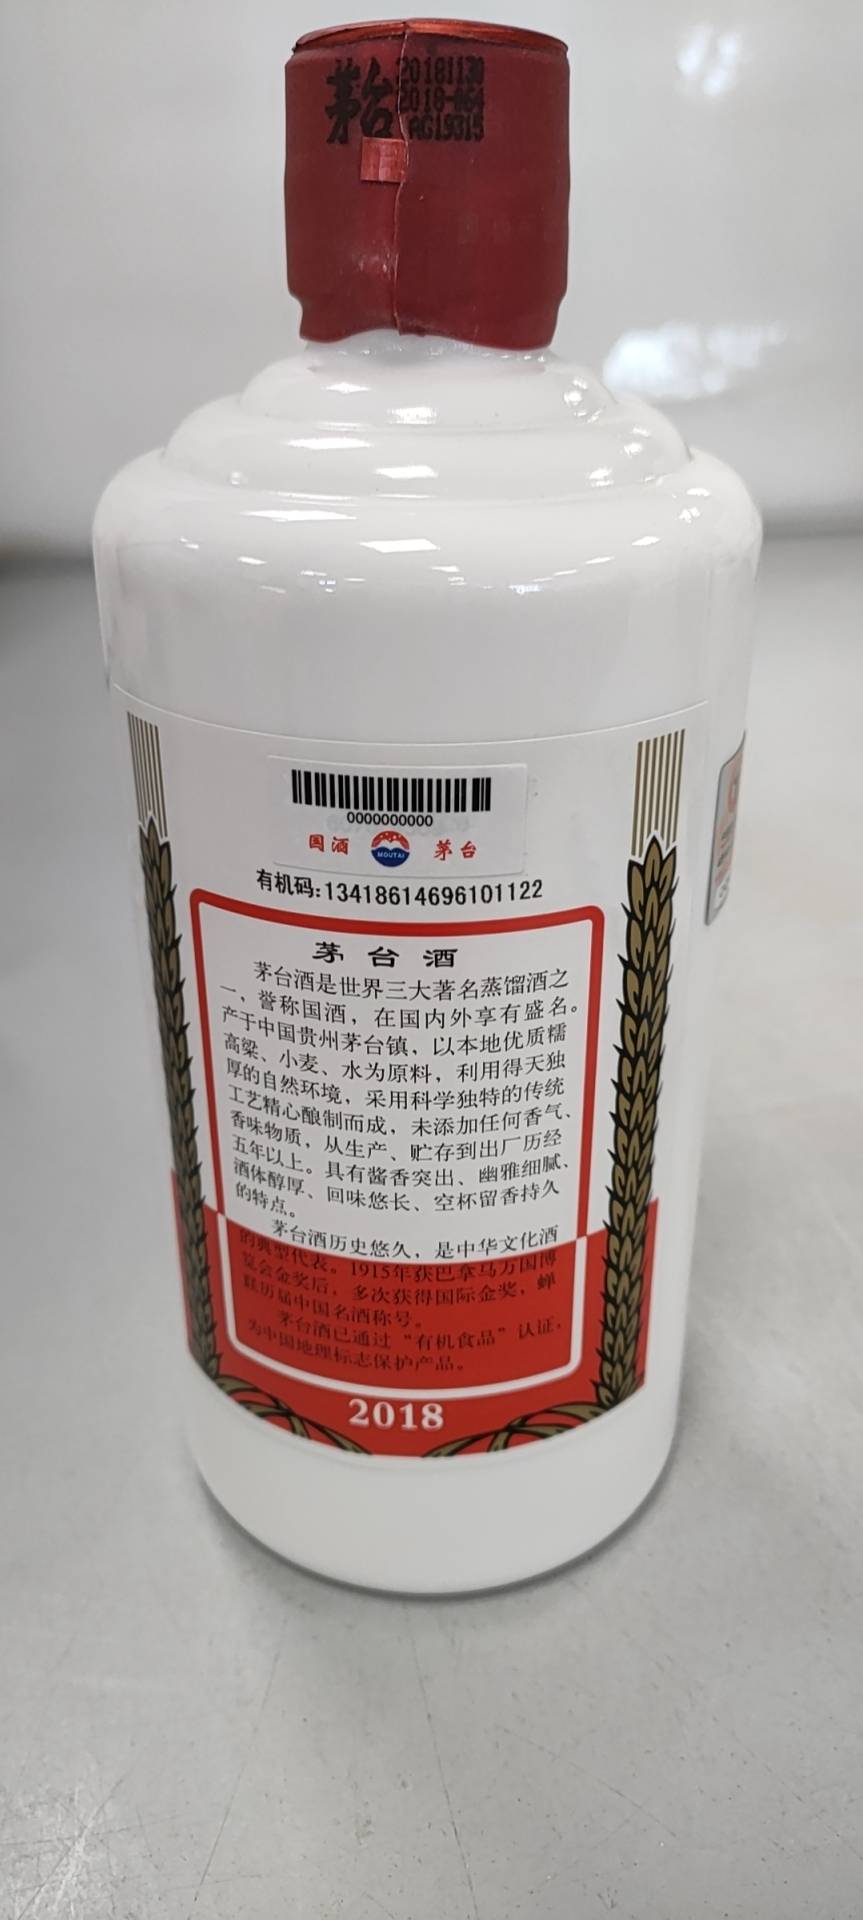 茅台
20181130
2018-064
AG19315
0000000000
国酒 MOUTAI 茅台
有机码:13418614696101122
茅台酒
茅台酒是世界三大著名蒸馏酒之
一，誉称国酒，在国内外享有盛名。
产于中国贵州茅台镇，以本地优质糯
高粱、小麦、水为原料，利用得天独
厚的自然环境，采用科学独特的传统
工艺精心酿制而成，未添加任何香气、
香味物质，从生产、贮存到出厂历经
五年以上。具有酱香突出、幽雅细腻、
酒体醇厚、回味悠长、空杯留香持久
的特点。
茅台酒历史悠久，是中华文化酒
的典型代表。1915年获巴拿马万国博
览会金奖后，多次获得国际金奖，蝉
联历届中国名酒称号。
茅台酒已通过“有机食品”认证，
为中国地理标志保护产品。
2018